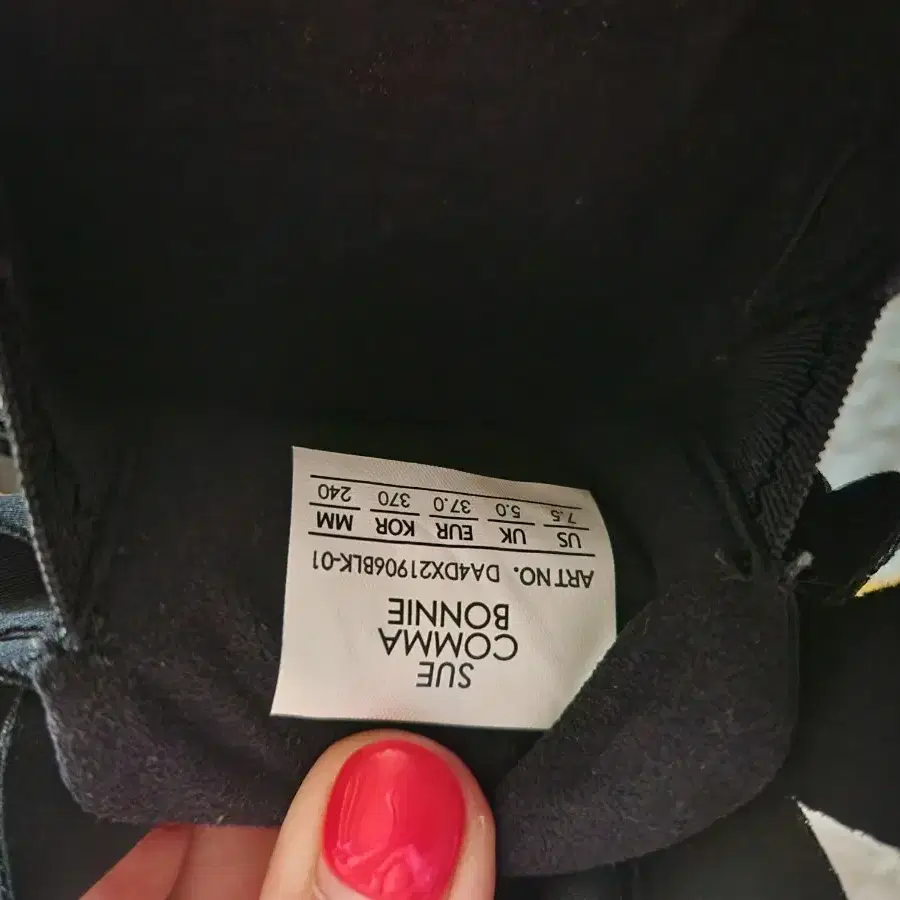 SUE
COMMA
BONNIE
ART NO. DA4DX21906BLK-01
US UK EUR KOR MM
7.5 5.0 37.0 370 240